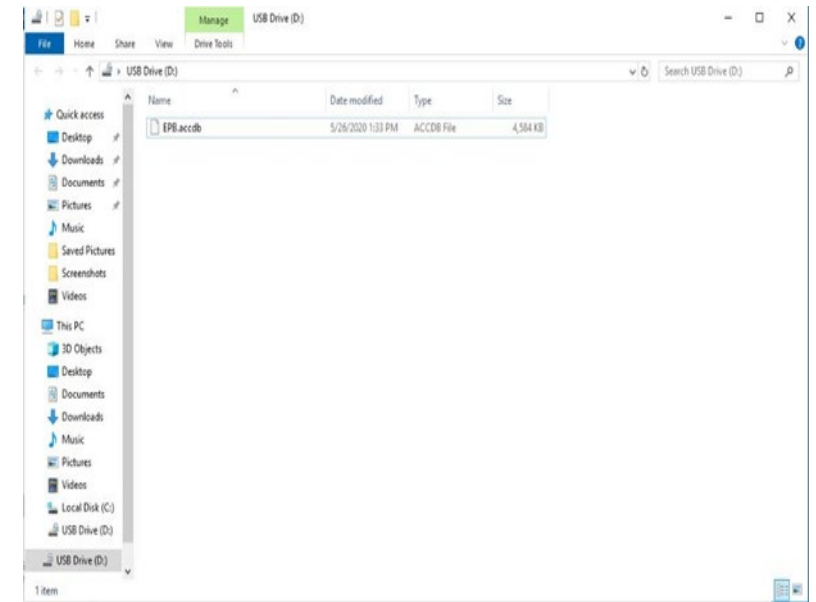 Manage USB Drive (D:)
File Home Share View Drive Tools
USB Drive (D:) Search USB Drive (D:)
Name Date modified Type Size
EPB.accdb 5/26/2020 1:33 PM ACCDB File 4,584 KB
Quick access
Desktop
Downloads
Documents
Pictures
Music
Saved Pictures
Screenshots
Videos
This PC
3D Objects
Desktop
Documents
Downloads
Music
Pictures
Videos
Local Disk (C:)
USB Drive (D:)
USB Drive (D:)
1 item